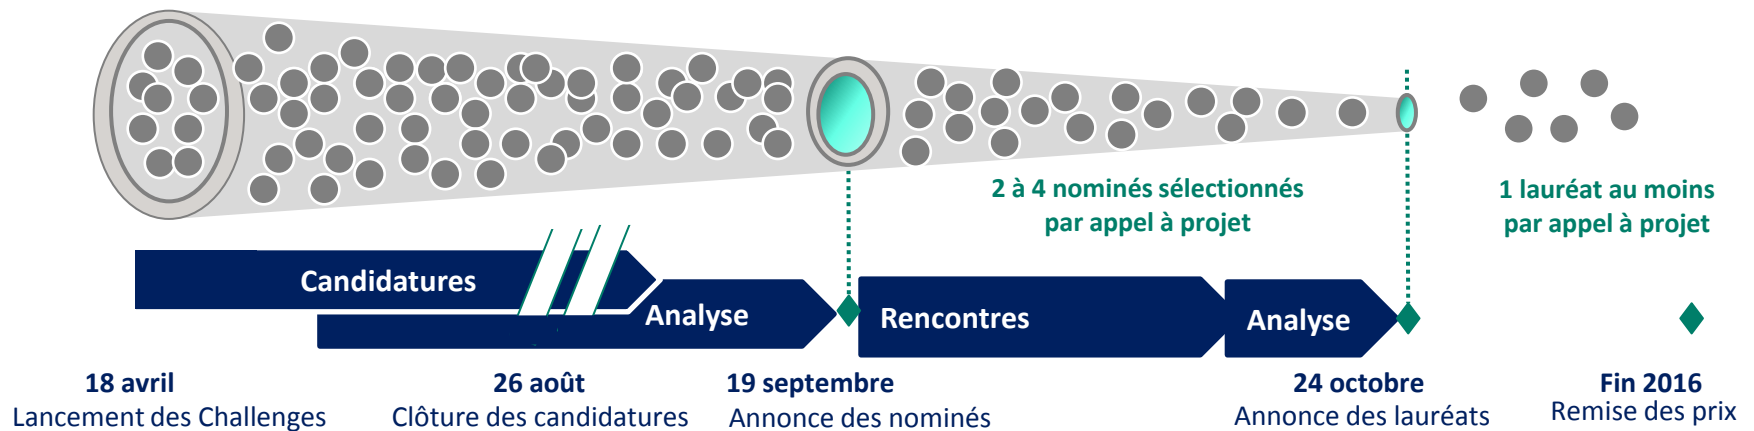 2 à 4 nominés sélectionnés
par appel à projet
1 lauréat au moins
par appel à projet
Candidatures
Analyse
Rencontres
Analyse
18 avril
Lancement des Challenges
26 août
Clôture des candidatures
19 septembre
Annonce des nominés
24 octobre
Annonce des lauréats
Fin 2016
Remise des prix